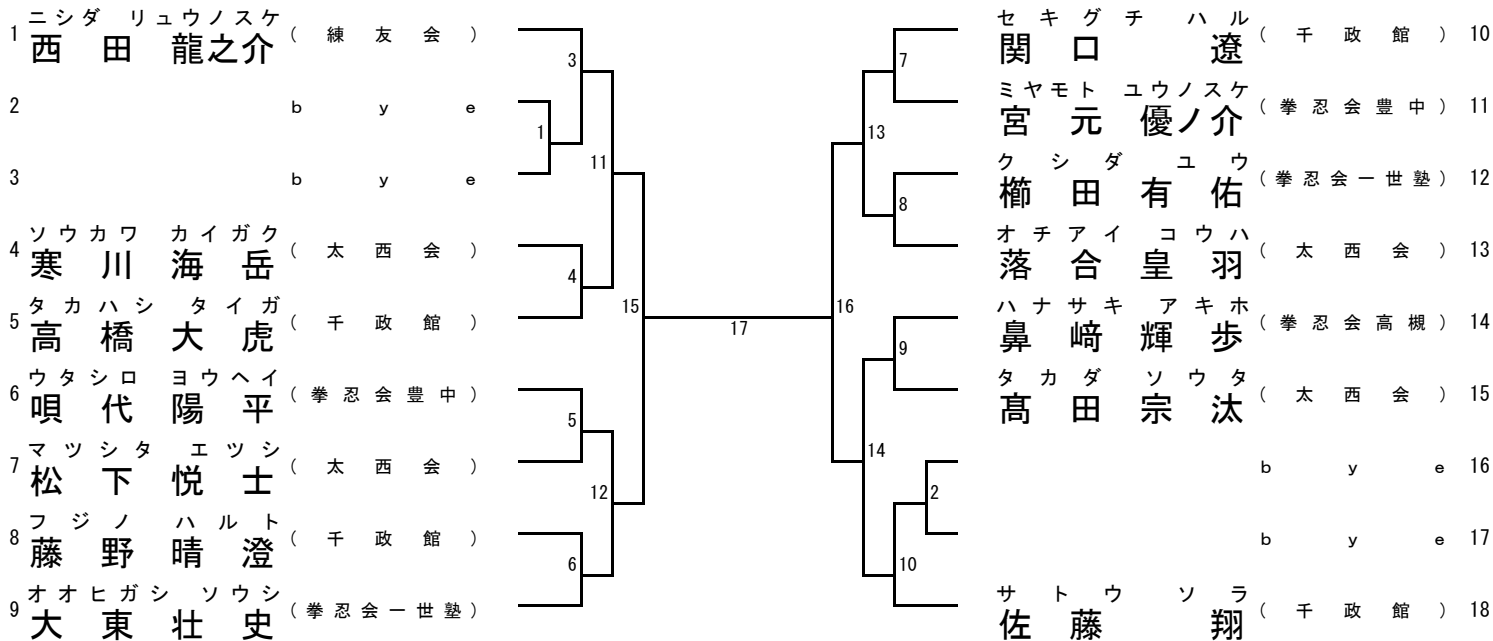 ニシダ リュウノスケ
1 西田 龍之介 (練友会)
2 bye
3 bye
ソウカワ カイガク
4 寒川海岳 (太西会)
タカハシ タイガ
5 高橋大虎 (千政館)
ウタシロ ヨウヘイ
6 唄代陽平 (拳忍会豊中)
マツシタ エツシ
7 松下悦士 (太西会)
フジノ ハルト
8 藤野晴澄 (千政館)
オオヒガシ ソウシ
9 大東壮史 (拳忍会一世塾)
3
1
11
4
15
5
12
6
17
7
13
8
16
9
14
2
10
セキグチ ハル
関口 遼 (千政館) 10
ミヤモト ユウノスケ
宮元 優ノ介 (拳忍会豊中) 11
クシダ ユウ
櫛田有佑 (拳忍会一世塾) 12
オチアイ コウハ
落合皇羽 (太西会) 13
ハナサキ アキホ
鼻﨑輝歩 (拳忍会高槻) 14
タカダ ソウタ
髙田宗汰 (太西会) 15
bye 16
bye 17
サトウ ソラ
佐藤 翔 (千政館) 18